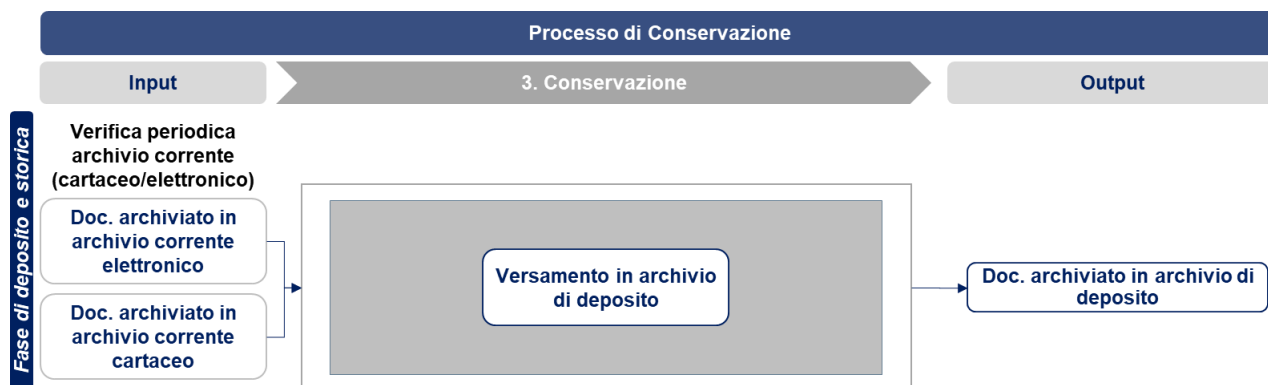 Processo di Conservazione
Input
3. Conservazione
Output
Fase di deposito e storica
Verifica periodica
archivio corrente
(cartaceo/elettronico)
Doc. archiviato in
archivio corrente
elettronico
Doc. archiviato in
archivio corrente
cartaceo
Versamento in archivio
di deposito
Doc. archiviato in archivio di
deposito